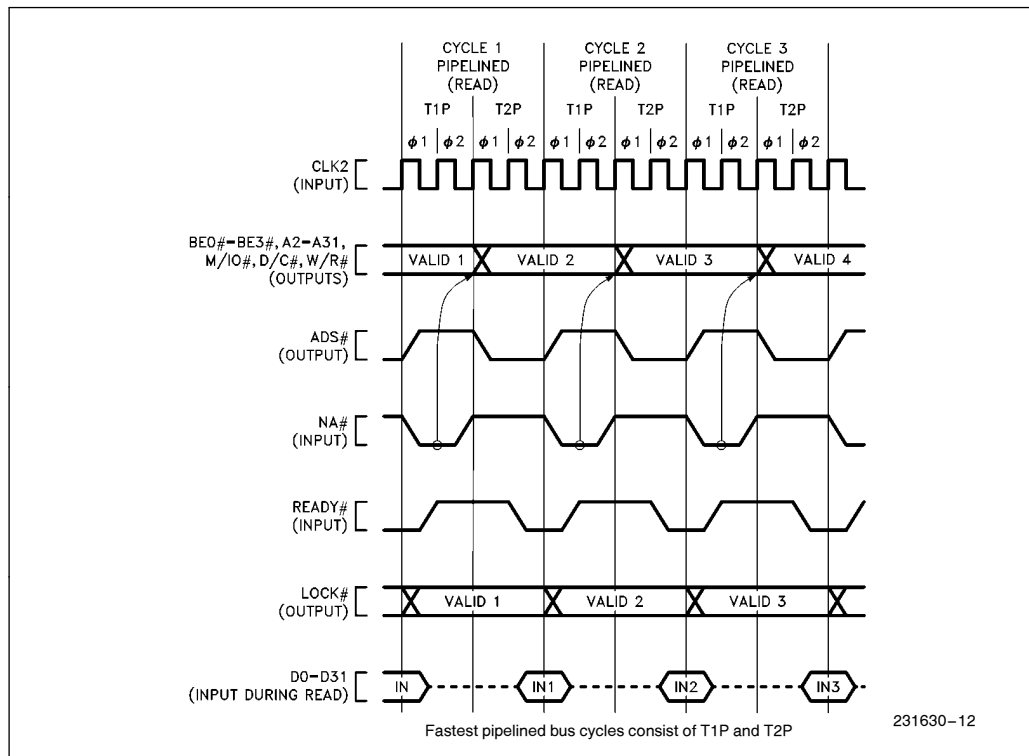 CYCLE 1 CYCLE 2 CYCLE 3
PIPELINED PIPELINED PIPELINED
(READ) (READ) (READ)
T1P T2P T1P T2P T1P T2P
ϕ1 ϕ2 ϕ1 ϕ2 ϕ1 ϕ2 ϕ1 ϕ2 ϕ1 ϕ2 ϕ1 ϕ2
CLK2
(INPUT)
BE0#-BE3#, A2-A31,
M/IO#, D/C#, W/R#
(OUTPUTS)
VALID 1 VALID 2 VALID 3 VALID 4
ADS#
(OUTPUT)
NA#
(INPUT)
READY#
(INPUT)
LOCK#
(OUTPUT)
VALID 1 VALID 2 VALID 3
D0-D31
(INPUT DURING READ)
IN IN1 IN2 IN3
Fastest pipelined bus cycles consist of T1P and T2P
231630-12